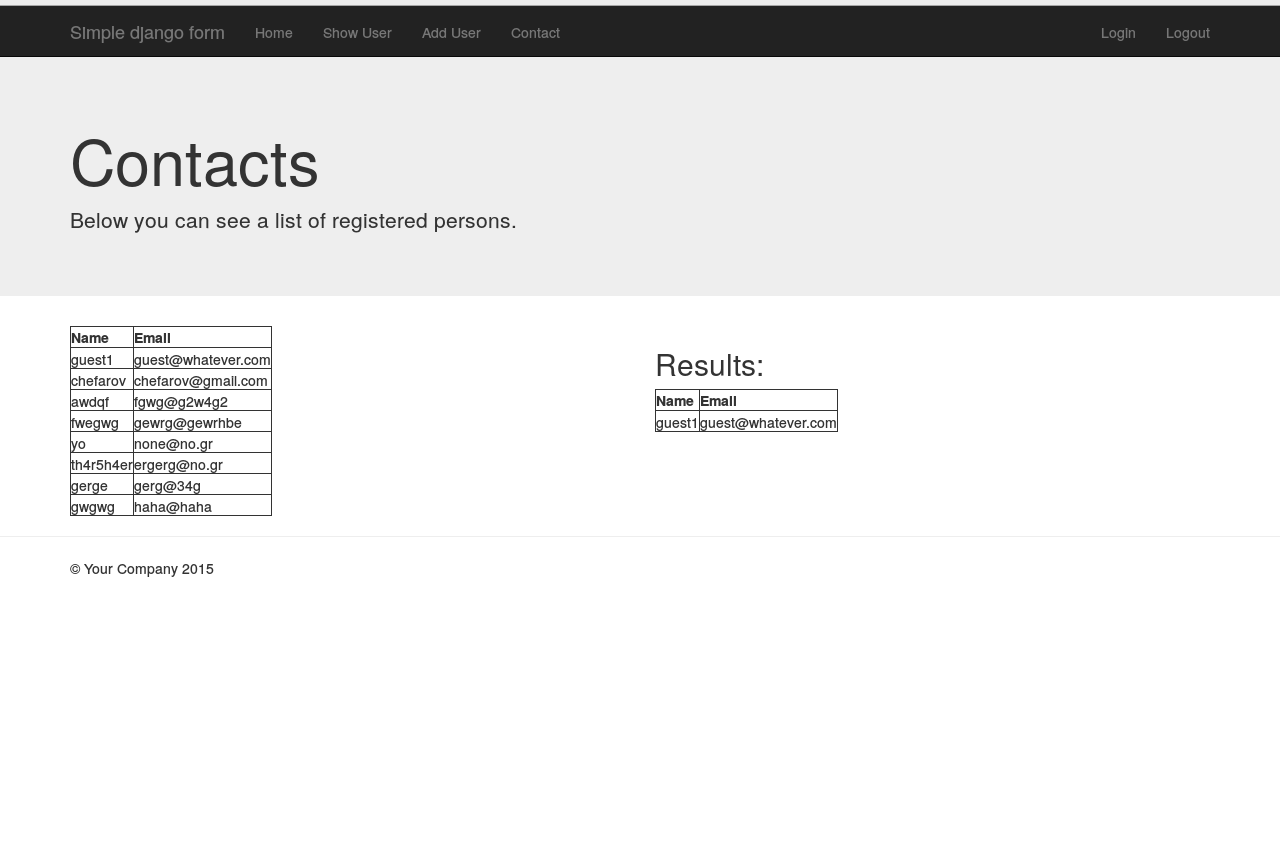 Simple django form Home Show User Add User Contact Login Logout
Contacts
Below you can see a list of registered persons.
Name Email
guest1 guest@whatever.com
chefarov chefarov@gmail.com
awdqf fgwg@g2w4g2
fwegwg gewrg@gewrhbe
yo none@no.gr
th4r5h4er ergerg@no.gr
gerge gerg@34g
gwgwg haha@haha
Results:
Name Email
guest1 guest@whatever.com
© Your Company 2015